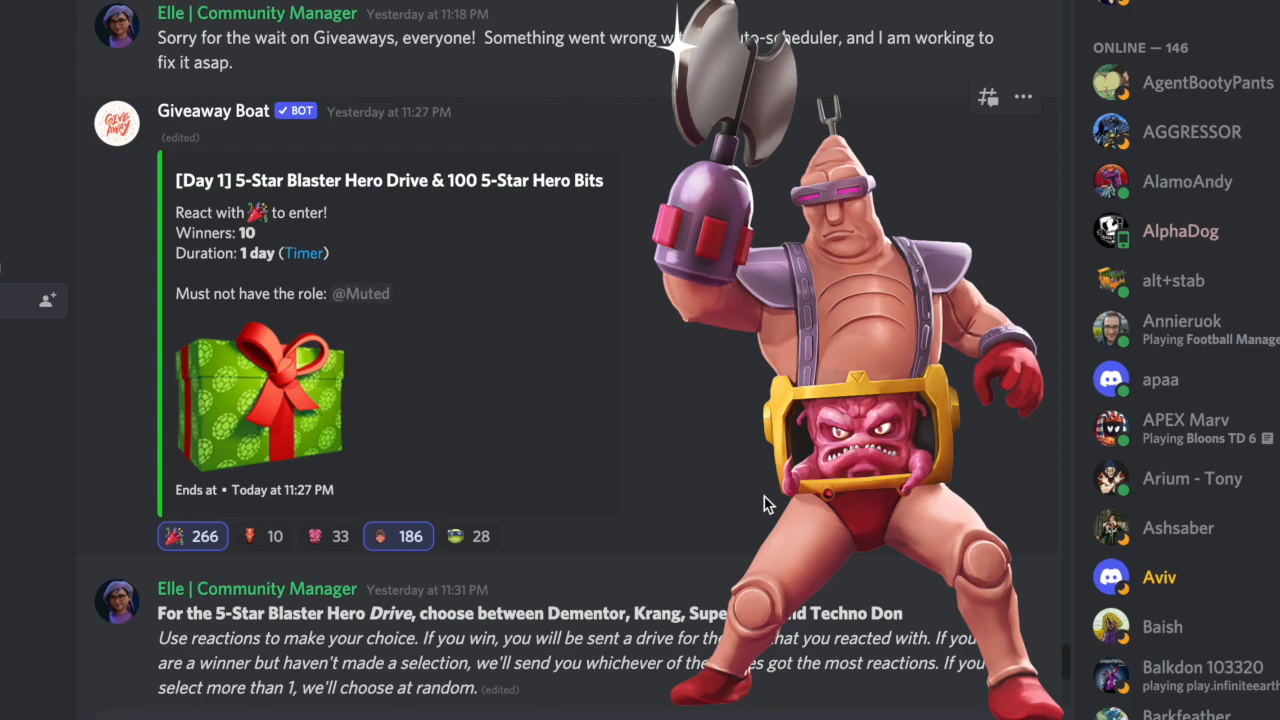 Elle | Community Manager Yesterday at 11:18 PM
Sorry for the wait on Giveaways, everyone! Something went wrong and I am working to
fix it asap.
GIVE AWAY
Giveaway Boat ✓ BOT Yesterday at 11:27 PM
(edited)
[Day 1] 5-Star Blaster Hero Drive & 100 5-Star Hero Bits
React with 🎉 to enter!
Winners: 10
Duration: 1 day (Timer)
Must not have the role: @Muted
Ends at • Today at 11:27 PM
266 10 33 186 28
Elle | Community Manager Yesterday at 11:31 PM
For the 5-Star Blaster Hero Drive, choose between Dementor, Krang, Techno Don
Use reactions to make your choice. If you win, you will be sent a drive for the that you reacted with. If you
are a winner but haven't made a selection, we'll send you whichever of got the most reactions. If you
select more than 1, we'll choose at random. (edited)
ONLINE — 146
AgentBootyPants
AGGRESSOR
AlamoAndy
AlphaDog
alt+stab
Annieruok
Playing Football Manage
apaa
APEX Marv
Playing Bloons TD 6
Arium - Tony
Ashsaber
Aviv
Baish
Balkdon 103320
playing play.infiniteearth
Barkfeather